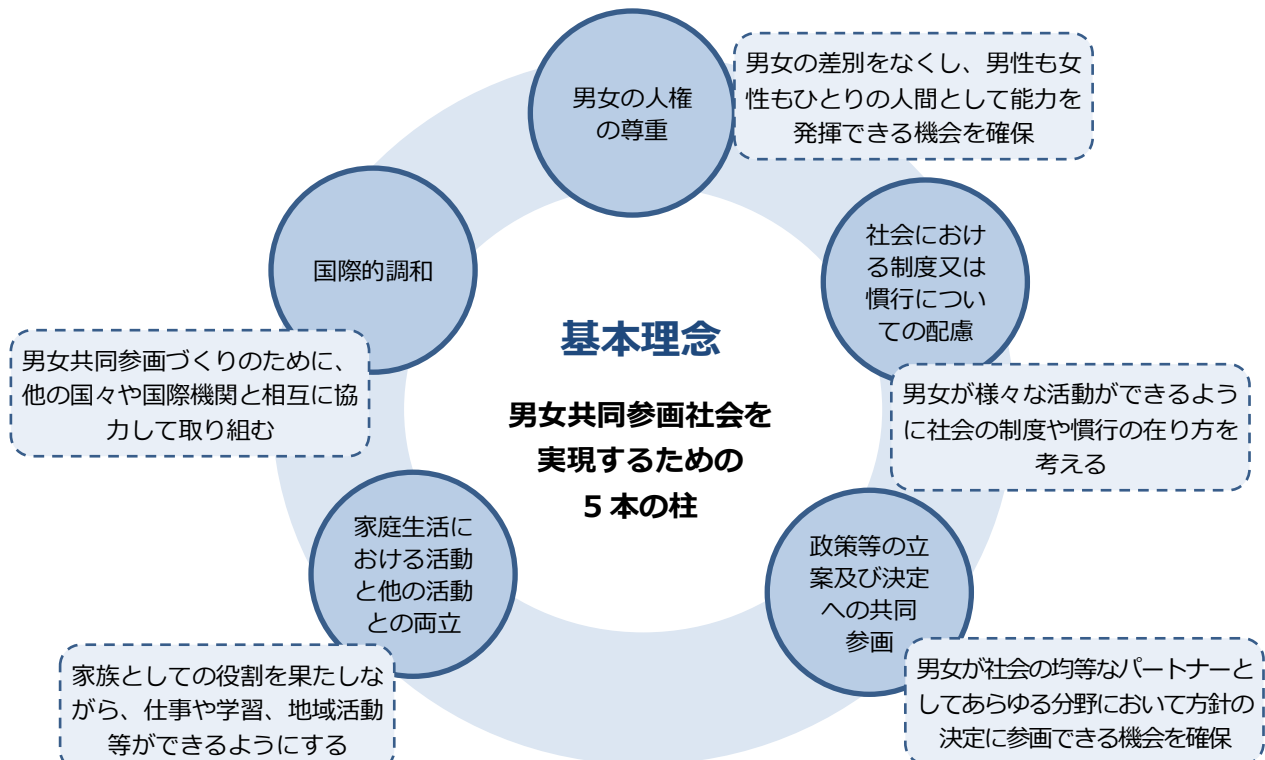 男女の人権
の尊重
男女の差別をなくし、男性も女
性もひとりの人間として能力を
発揮できる機会を確保
社会におけ
る制度又は
慣行につい
ての配慮
男女が様々な活動ができるよう
に社会の制度や慣行の在り方を
考える
政策等の立
案及び決定
への共同
参画
男女が社会の均等なパートナーと
してあらゆる分野において方針の
決定に参画できる機会を確保
家庭生活に
おける活動
と他の活動
との両立
家族としての役割を果たしな
がら、仕事や学習、地域活動
等ができるようにする
国際的調和
男女共同参画づくりのために、
他の国々や国際機関と相互に協
力して取り組む
基本理念
男女共同参画社会を
実現するための
5 本の柱